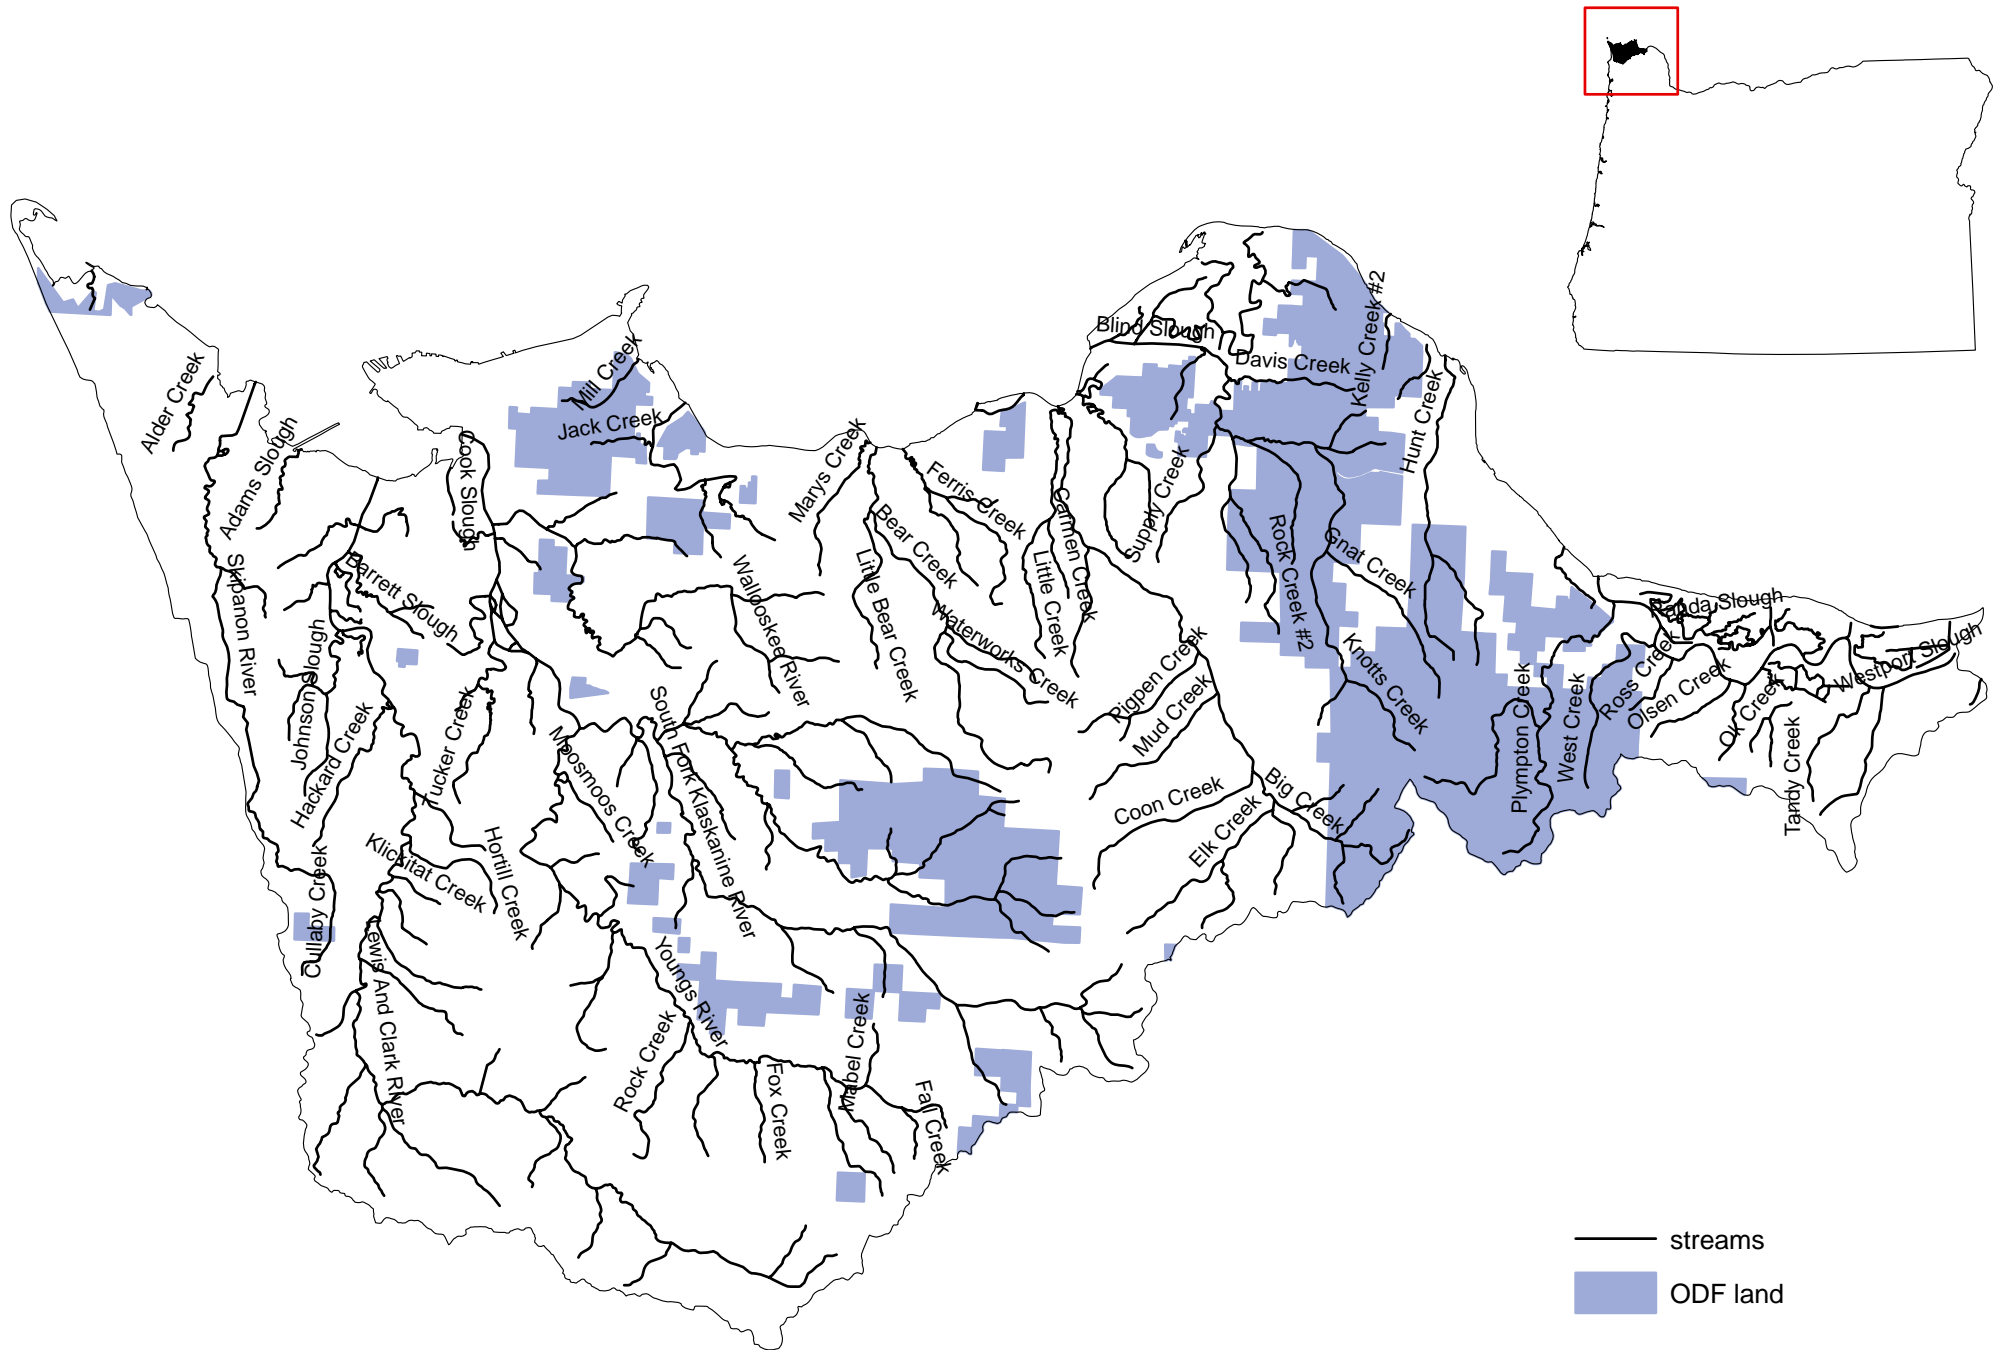 Alder Creek
Adams Slough
Skipanon River
Cook Slough
Mill Creek
Jack Creek
Barrett Slough
Johnson Slough
Hackard Creek
Tucker Creek
Cullaby Creek
Klickitat Creek
Hortill Creek
Moosmoos Creek
Lewis And Clark River
South Fork Klaskanine River
Youngs River
Rock Creek
Fox Creek
Mabel Creek
Fall Creek
Wallooskee River
Marys Creek
Bear Creek
Little Bear Creek
Ferris Creek
Waterworks Creek
Little Creek
Carmen Creek
Supply Creek
Blind Slough
Davis Creek
Kelly Creek #2
Hunt Creek
Rock Creek #2
Gnat Creek
Knotts Creek
Pigpen Creek
Mud Creek
Coon Creek
Elk Creek
Big Creek
Plympton Creek
West Creek
Ross Creek
Olsen Creek
Ok Creek
Tandy Creek
Westport Slough
streams
ODF land